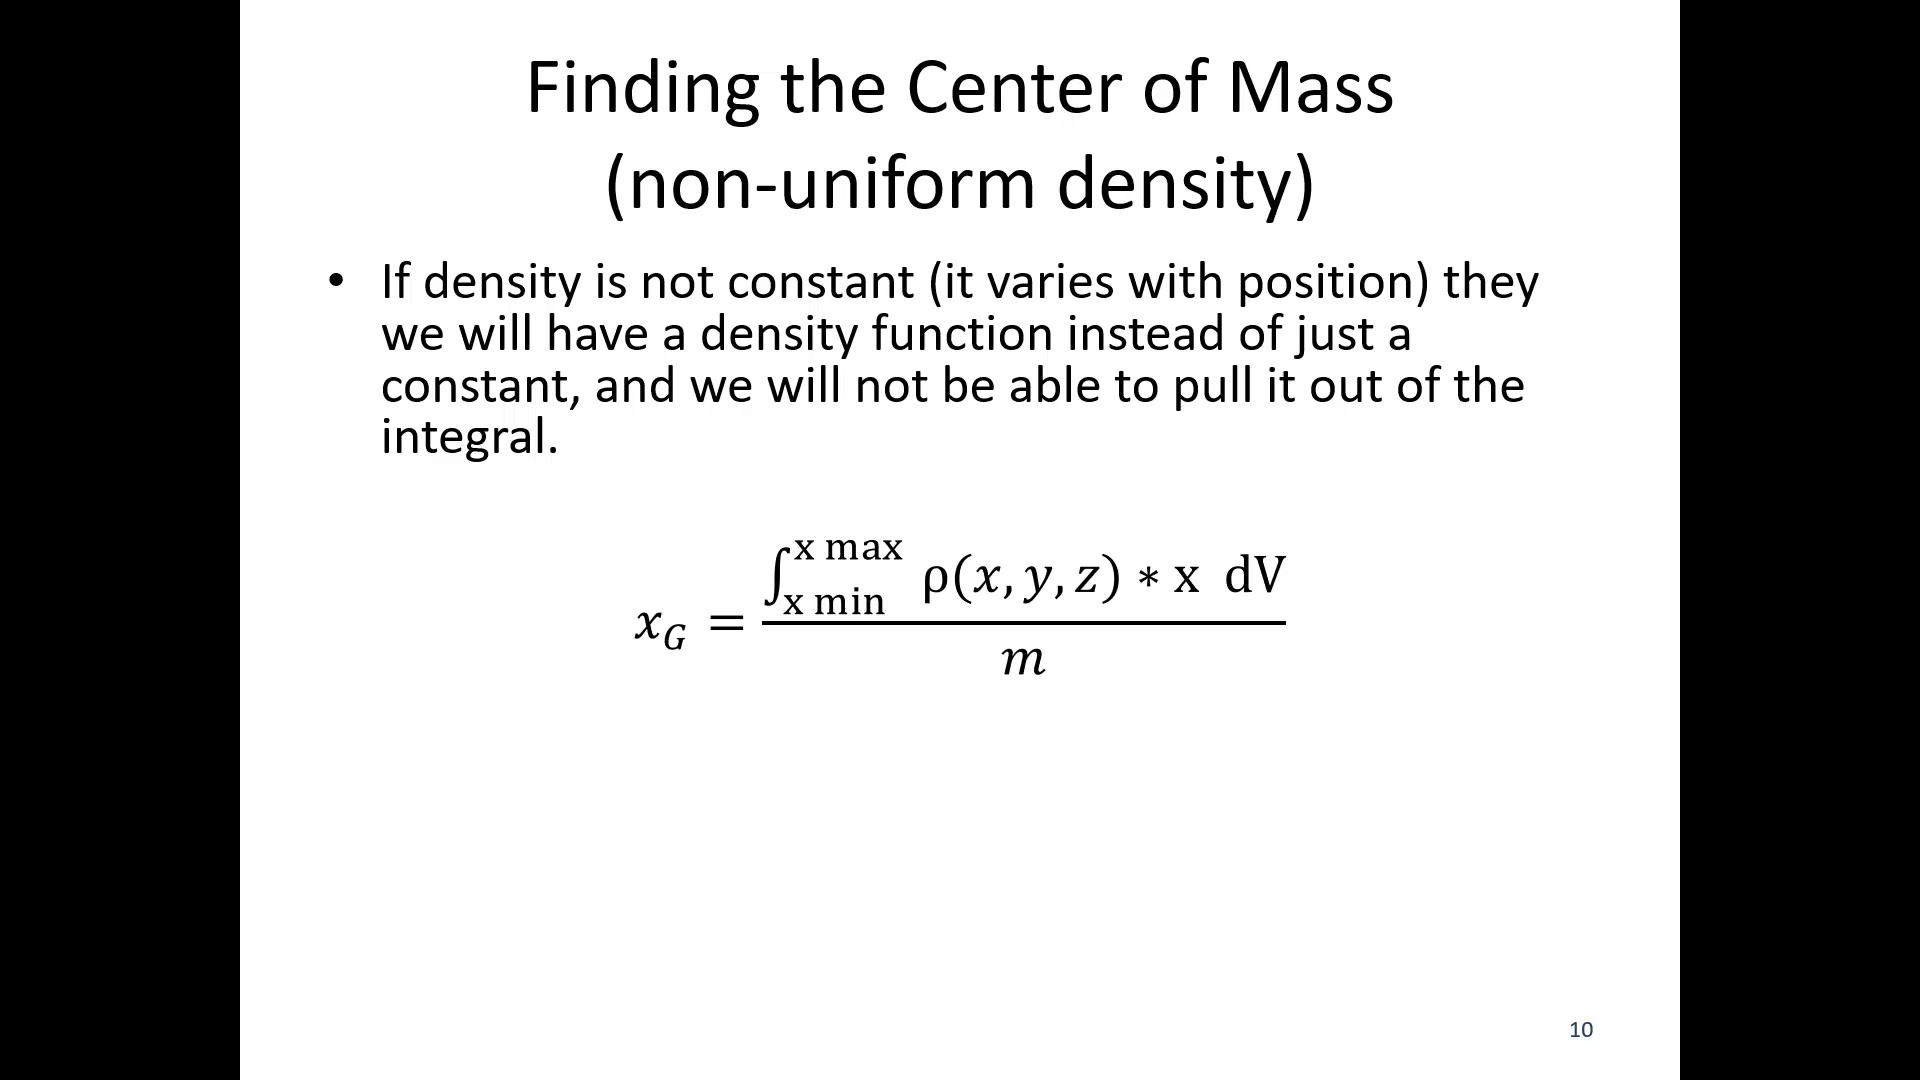 Finding the Center of Mass
(non-uniform density)
• If density is not constant (it varies with position) they
we will have a density function instead of just a
constant, and we will not be able to pull it out of the
integral.
x_G = ∫_{x min}^{x max} ρ(x, y, z) ∗ x dV / m
10